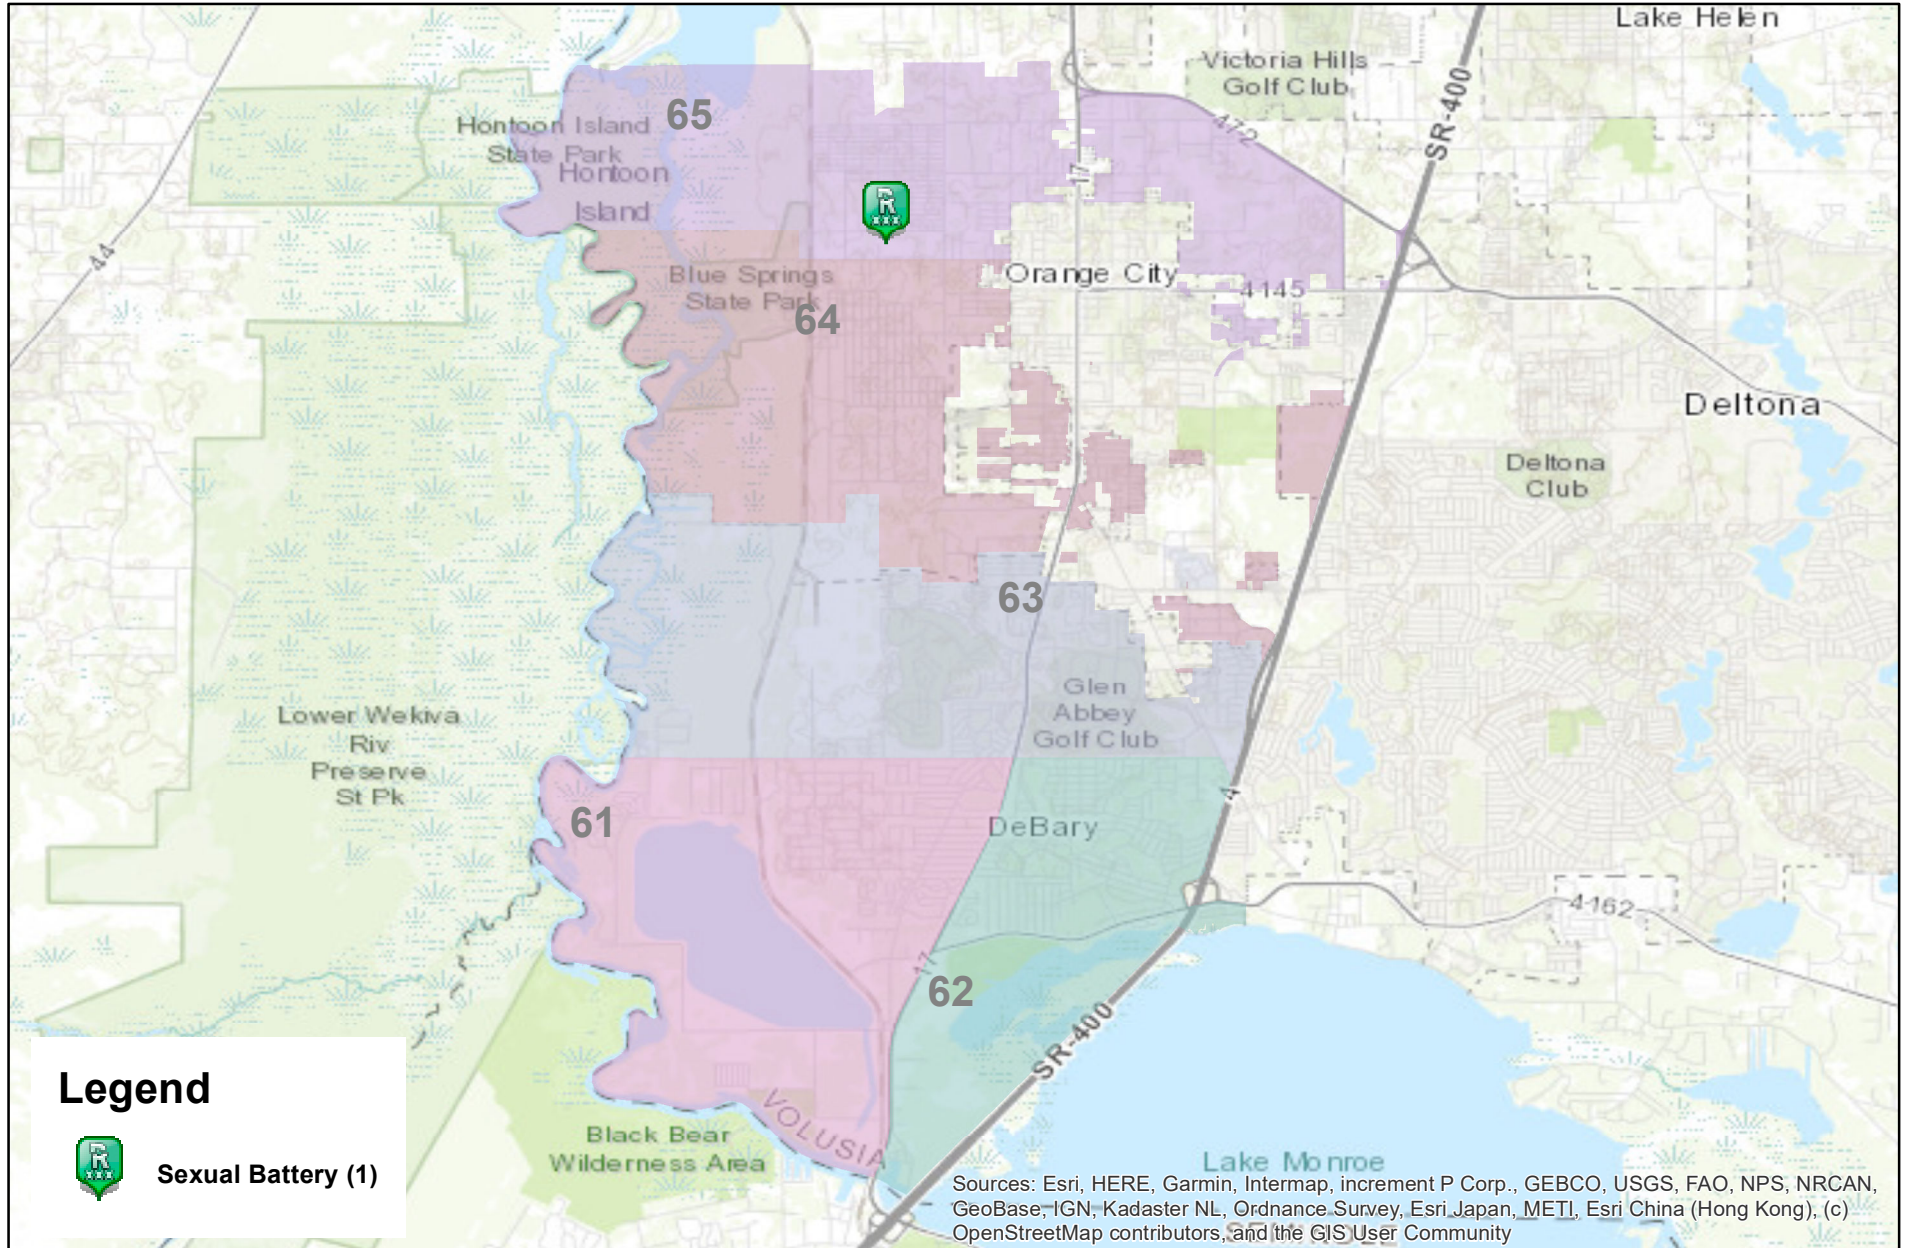 Lake Helen
Victoria Hills
Golf Club
SR-400
472
65
Hontoon Island
State Park
Hontoon
Island
17
44
Blue Springs
State Park
Orange City
4145
64
Deltona
Deltona
Club
63
Glen
Abbey
Golf Club
Lower Wekiva
Riv
Preserve
St Pk
4
61
DeBary
4162
17
62
SR-400
Legend
R
xxx
Sexual Battery (1)
VOLUSIA
Black Bear
Wilderness Area
Lake Monroe
Sources: Esri, HERE, Garmin, Intermap, increment P Corp., GEBCO, USGS, FAO, NPS, NRCAN,
GeoBase, IGN, Kadaster NL, Ordnance Survey, Esri Japan, METI, Esri China (Hong Kong), (c)
OpenStreetMap contributors, and the GIS User Community